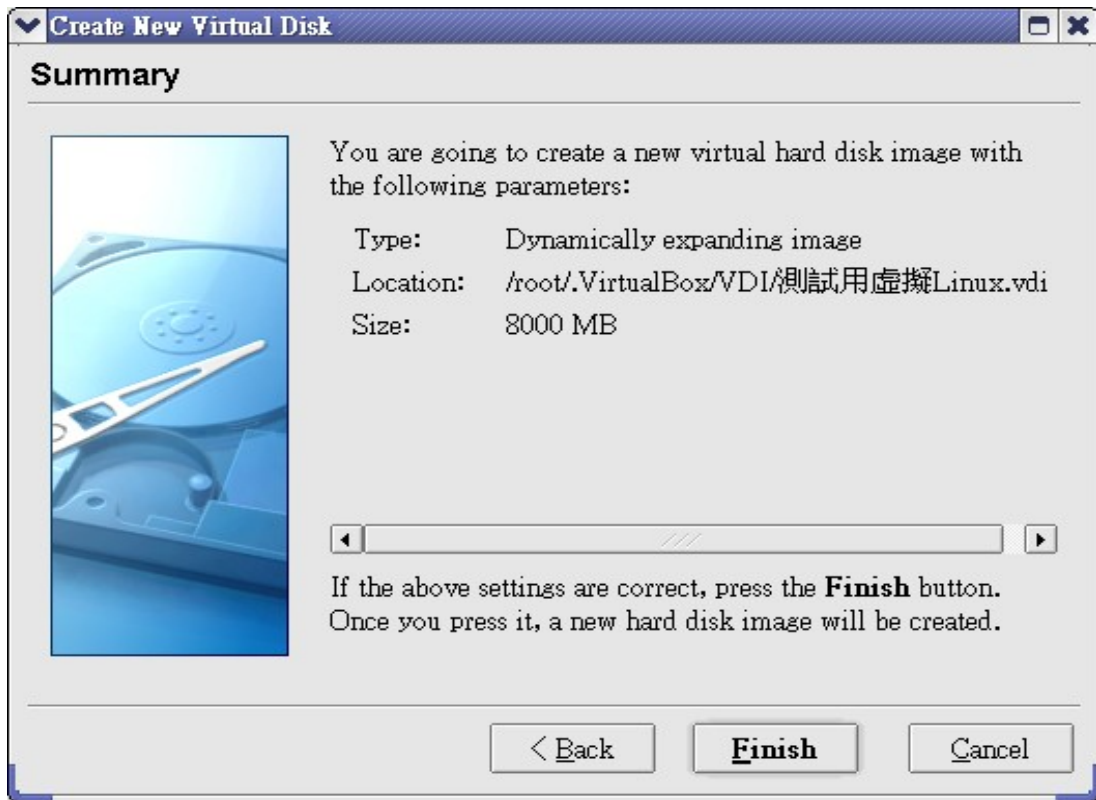 Create New Virtual Disk
Summary
You are going to create a new virtual hard disk image with
the following parameters:
Type: Dynamically expanding image
Location: /root/.VirtualBox/VDI/測試用虛擬Linux.vdi
Size: 8000 MB
If the above settings are correct, press the Finish button.
Once you press it, a new hard disk image will be created.
< Back Finish Cancel